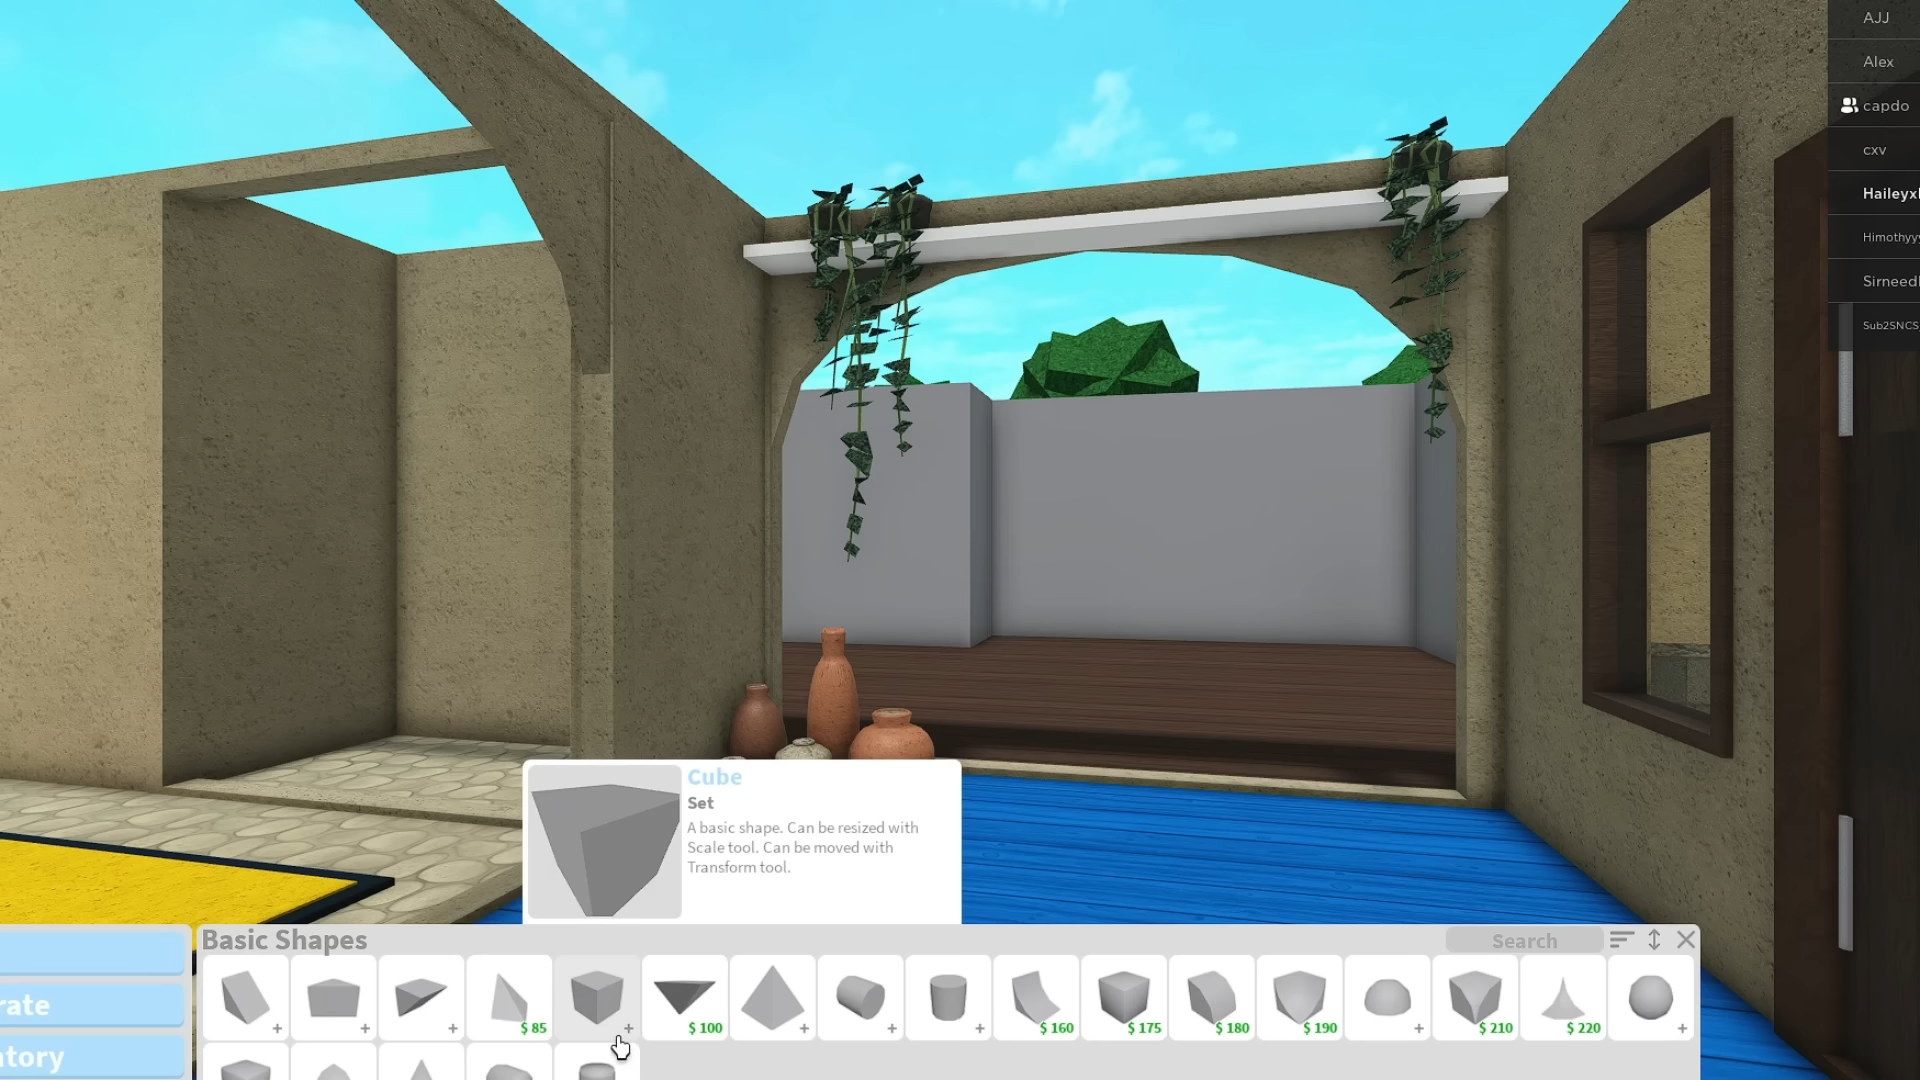 AJJ
Alex
capdo
cxv
Haileyx
Himothyyy
Sirneed
Sub2SNCS
Cube
Set
A basic shape. Can be resized with
Scale tool. Can be moved with
Transform tool.
Basic Shapes
Search
rate
tory
+ + + $ 85 + $ 100 + + + $ 160 $ 175 $ 180 $ 190 + $ 210 $ 220 +